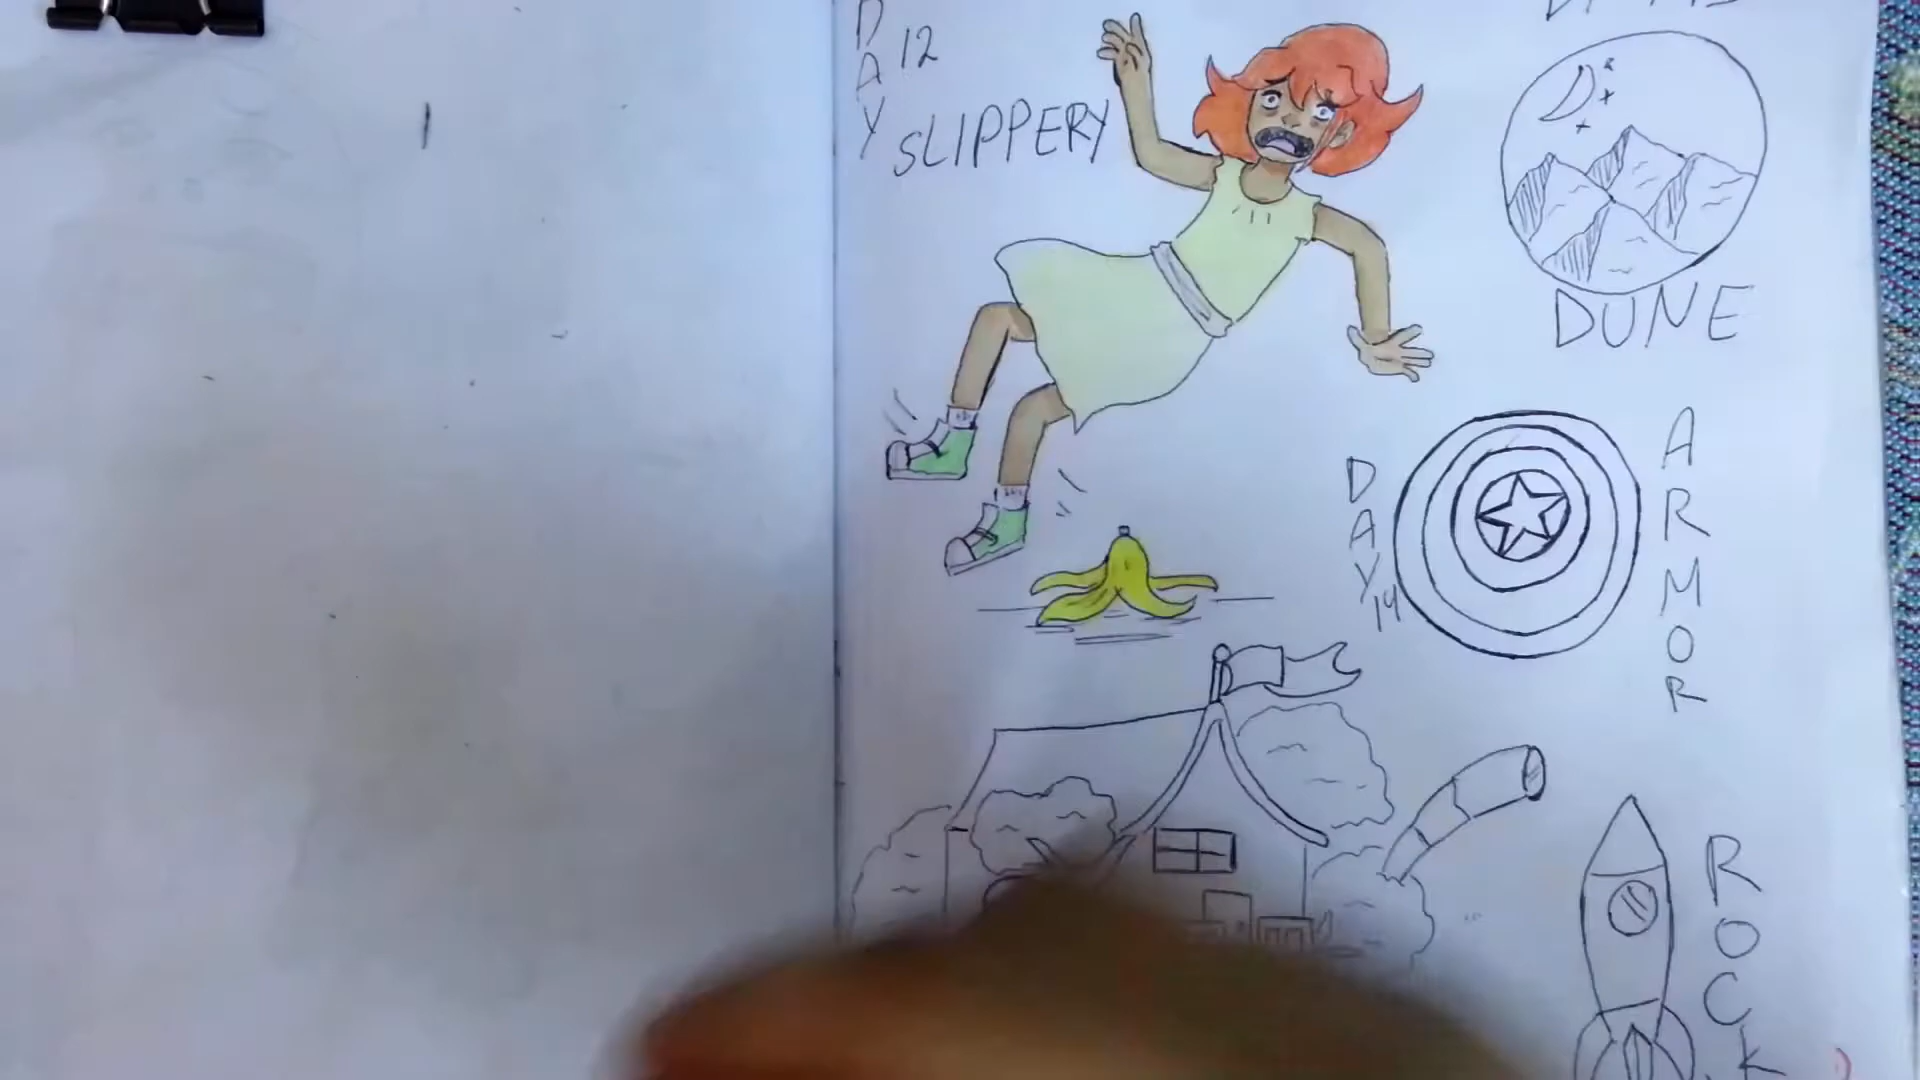 DAY 12
SLIPPERY
DUNE
DAY 14
ARMOR
ROCK